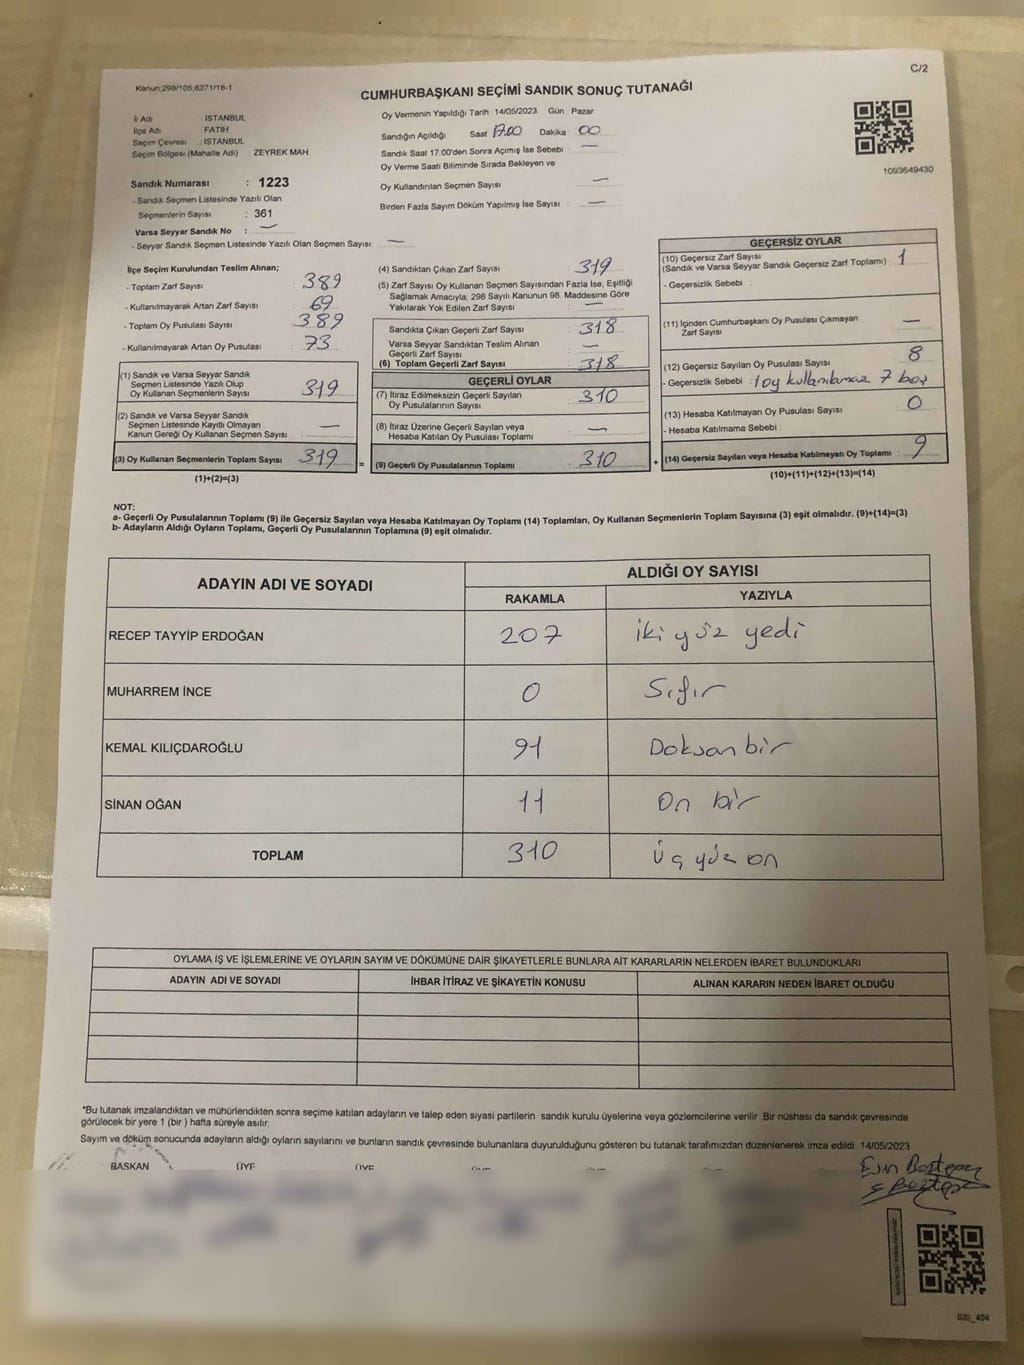 C/2
Kanun:298/105,6271/18-1
CUMHURBAŞKANI SEÇİMİ SANDIK SONUÇ TUTANAĞI
İl Adı : İSTANBUL
İlçe Adı : FATİH
Seçim Çevresi : İSTANBUL
Seçim Bölgesi (Mahalle Adı) : ZEYREK MAH.
Oy Vermenin Yapıldığı Tarih : 14/05/2023 Gün : Pazar
Sandığın Açıldığı Saat : 17.00 Dakika : 00
Sandık Saat 17:00'den Sonra Açımış İse Sebebi : —
Oy Verme Saati Bitiminde Sırada Bekleyen ve
Oy Kullandırılan Seçmen Sayısı : —
Birden Fazla Sayım Döküm Yapılmış İse Sayısı : —
1093649430
Sandık Numarası : 1223
- Sandık Seçmen Listesinde Yazılı Olan
Seçmenlerin Sayısı : 361
Varsa Seyyar Sandık No : —
- Seyyar Sandık Seçmen Listesinde Yazılı Olan Seçmen Sayısı: —
İlçe Seçim Kurulundan Teslim Alınan;
- Toplam Zarf Sayısı : 389
- Kullanılmayarak Artan Zarf Sayısı : 69
- Toplam Oy Pusulası Sayısı : 389
- Kullanılmayarak Artan Oy Pusulası : 73
(1) Sandık ve Varsa Seyyar Sandık
Seçmen Listesinde Yazılı Olup
Oy Kullanan Seçmenlerin Sayısı : 319
(2) Sandık ve Varsa Seyyar Sandık
Seçmen Listesinde Kayıtlı Olmayan
Kanun Gereği Oy Kullanan Seçmen Sayısı : —
(3) Oy Kullanan Seçmenlerin Toplam Sayısı : 319
(1)+(2)=(3)
(4) Sandıktan Çıkan Zarf Sayısı : 319
(5) Zarf Sayısı Oy Kullanan Seçmen Sayısından Fazla İse, Eşitliği
Sağlamak Amacıyla; 298 Sayılı Kanunun 98. Maddesine Göre
Yakılarak Yok Edilen Zarf Sayısı : —
Sandıkta Çıkan Geçerli Zarf Sayısı : 318
Varsa Seyyar Sandıktan Teslim Alınan
Geçerli Zarf Sayısı : —
(6) Toplam Geçerli Zarf Sayısı : 318
GEÇERLİ OYLAR
(7) İtiraz Edilmeksizin Geçerli Sayılan
Oy Pusulalarının Sayısı : 310
(8) İtiraz Üzerine Geçerli Sayılan veya
Hesaba Katılan Oy Pusulası Toplamı : —
= (9) Geçerli Oy Pusulalarının Toplamı : 310 +
GEÇERSİZ OYLAR
(10) Geçersiz Zarf Sayısı
(Sandık ve Varsa Seyyar Sandık Geçersiz Zarf Toplamı) : 1
- Geçersizlik Sebebi :
(11) İçinden Cumhurbaşkanı Oy Pusulası Çıkmayan
Zarf Sayısı : —
(12) Geçersiz Sayılan Oy Pusulası Sayısı : 8
- Geçersizlik Sebebi : 1 oy kullanılamaz 7 boş
(13) Hesaba Katılmayan Oy Pusulası Sayısı : 0
- Hesaba Katılmama Sebebi :
(14) Geçersiz Sayılan veya Hesaba Katılmayan Oy Toplamı : 9
(10)+(11)+(12)+(13)=(14)
NOT:
a- Geçerli Oy Pusulalarının Toplamı (9) ile Geçersiz Sayılan veya Hesaba Katılmayan Oy Toplamı (14) Toplamları, Oy Kullanan Seçmenlerin Toplam Sayısına (3) eşit olmalıdır. (9)+(14)=(3)
b- Adayların Aldığı Oyların Toplamı, Geçerli Oy Pusulalarının Toplamına (9) eşit olmalıdır.
ADAYIN ADI VE SOYADI ALDIĞI OY SAYISI
RAKAMLA YAZIYLA
RECEP TAYYİP ERDOĞAN 207 iki yüz yedi
MUHARREM İNCE 0 Sıfır
KEMAL KILIÇDAROĞLU 91 Doksan bir
SİNAN OĞAN 11 On bir
TOPLAM 310 Üç yüz on
OYLAMA İŞ VE İŞLEMLERİNE VE OYLARIN SAYIM VE DÖKÜMÜNE DAİR ŞİKAYETLERLE BUNLARA AİT KARARLARIN NELERDEN İBARET BULUNDUKLARI
ADAYIN ADI VE SOYADI İHBAR İTİRAZ VE ŞİKAYETİN KONUSU ALINAN KARARIN NEDEN İBARET OLDUĞU
*Bu tutanak imzalandıktan ve mühürlendikten sonra seçime katılan adayların ve talep eden siyasi partilerin sandık kurulu üyelerine veya gözlemcilerine verilir. Bir nüshası da sandık çevresinde
görülecek bir yere 1 (bir) hafta süreyle asılır.
Sayım ve döküm sonucunda adayların aldığı oyların sayılarını ve bunların sandık çevresinde bulunanlara duyurulduğunu gösteren bu tutanak tarafımızdan düzenlenerek imza edildi. 14/05/2023
BAŞKAN ÜYE ÜYE